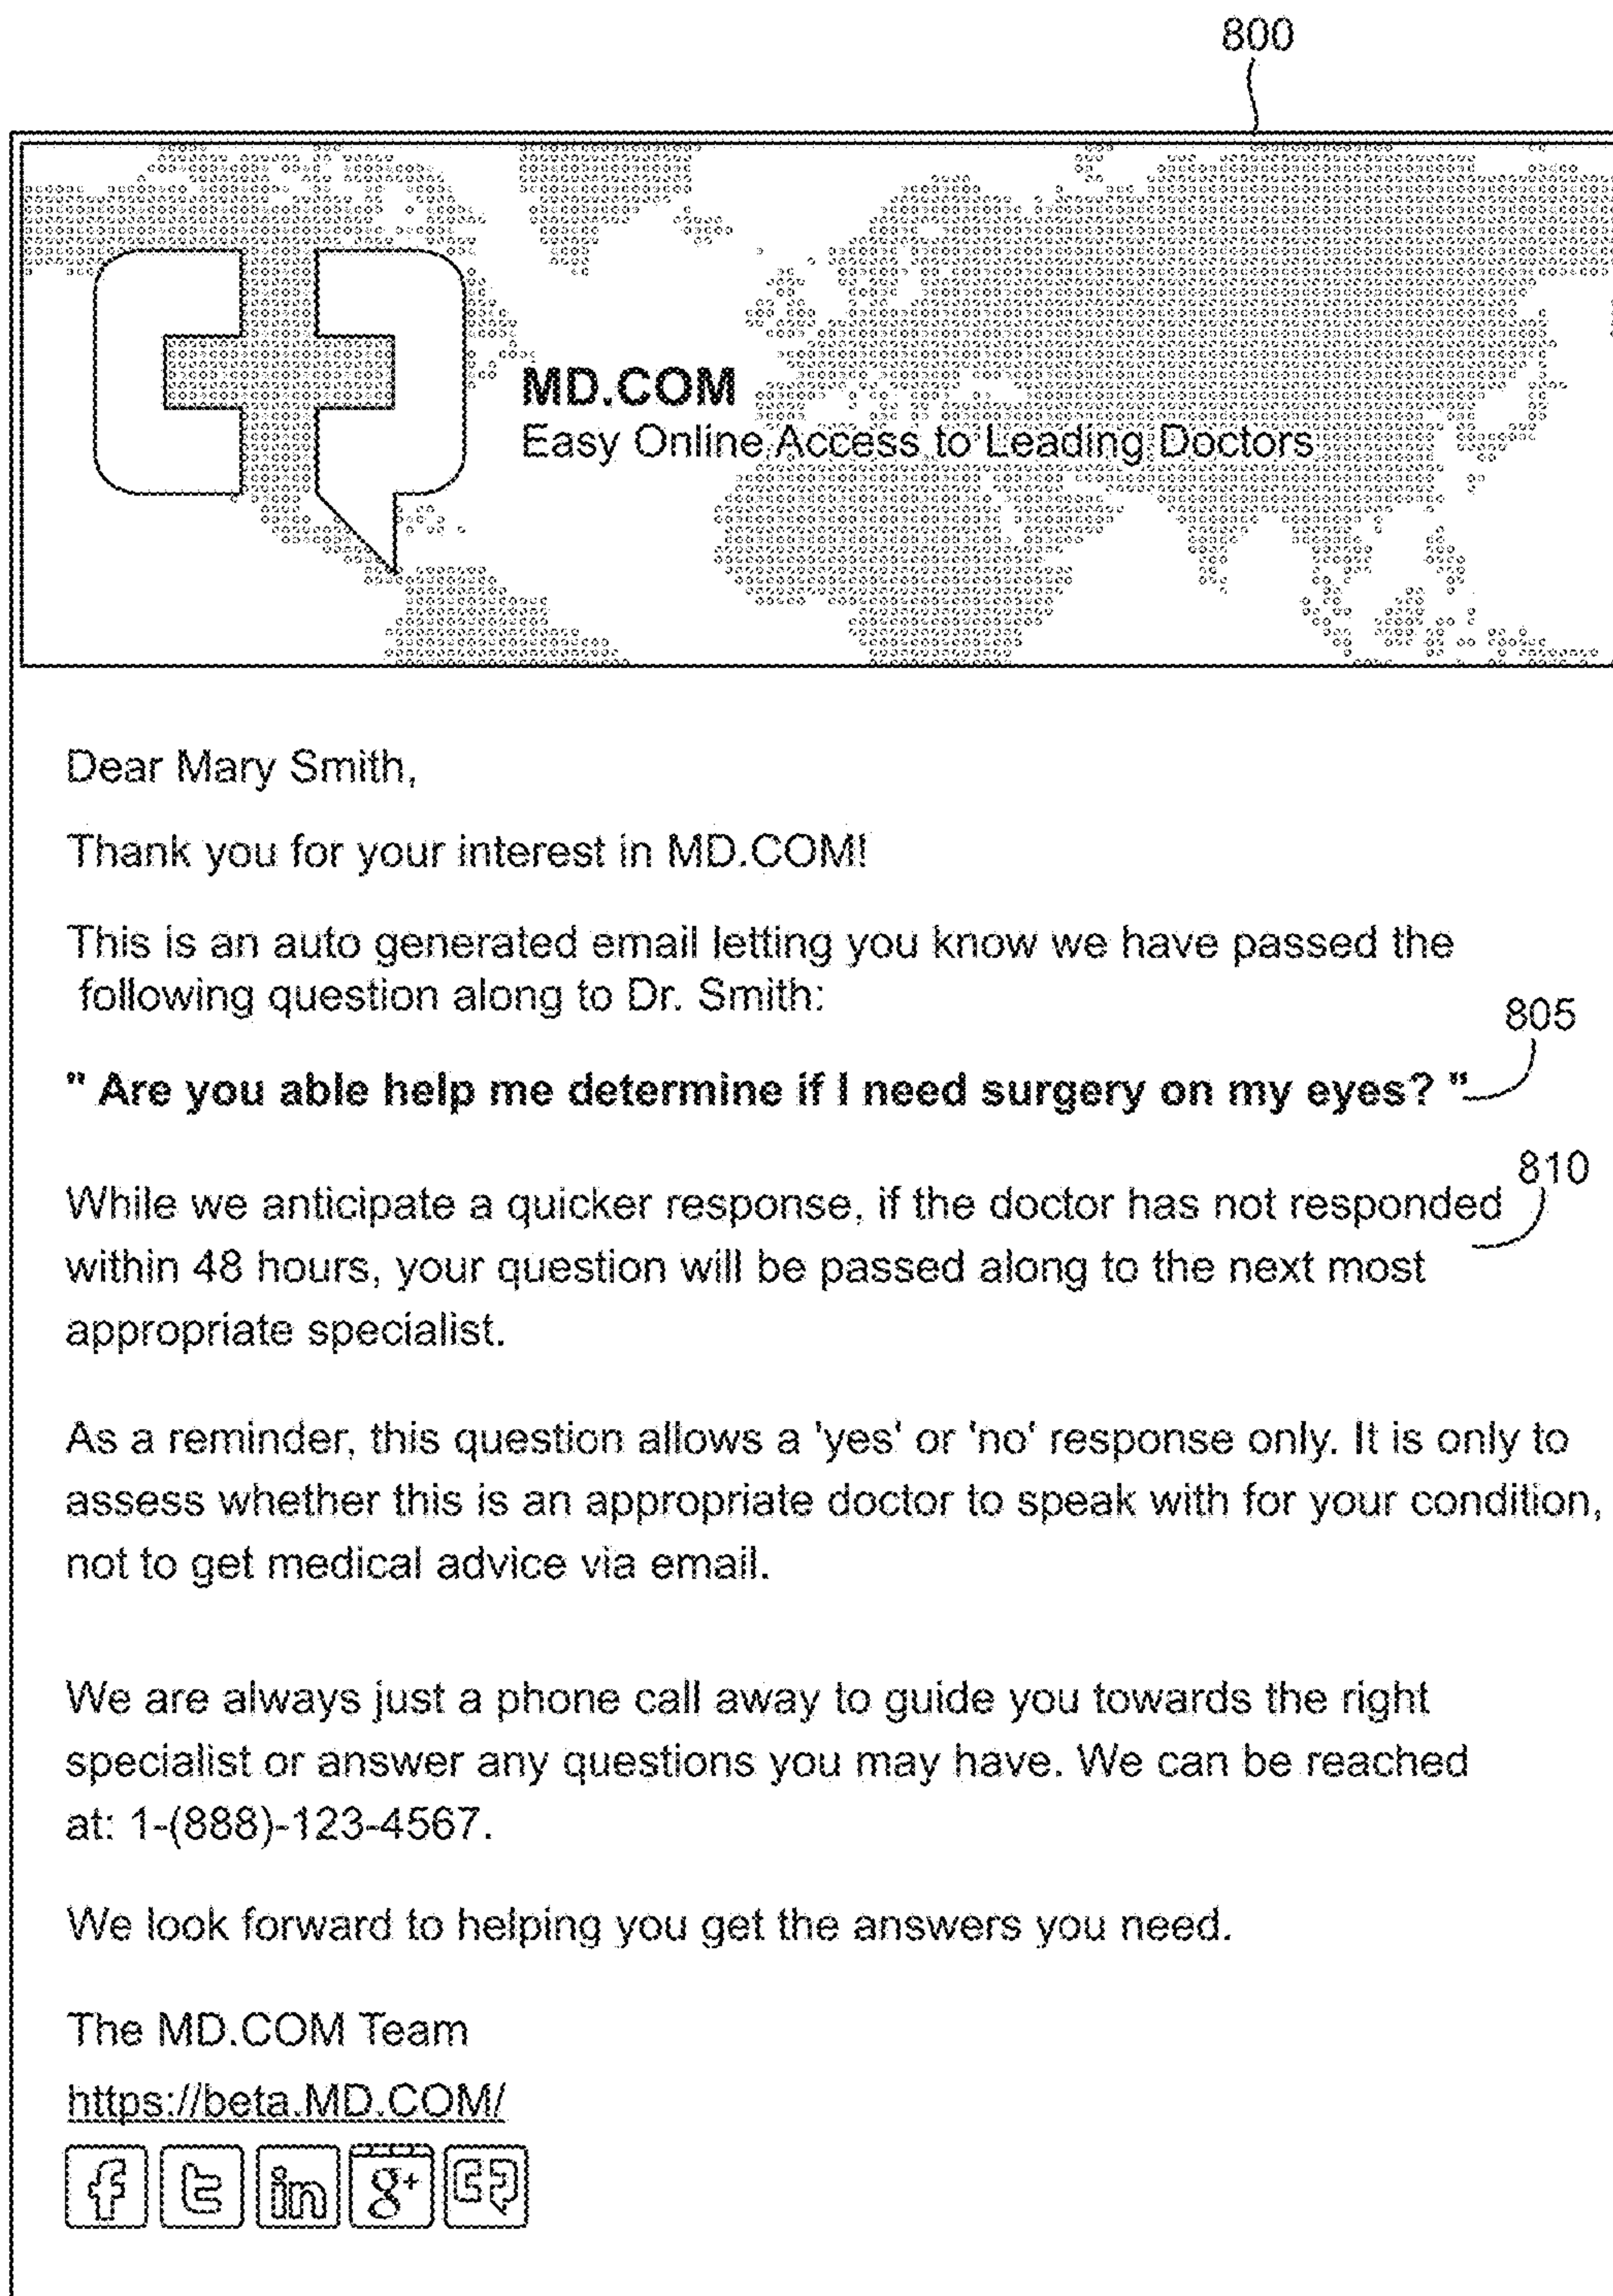 800
MD.COM
Easy Online Access to Leading Doctors
Dear Mary Smith,
Thank you for your interest in MD.COM!
This is an auto generated email letting you know we have passed the
following question along to Dr. Smith:
805
" Are you able help me determine if I need surgery on my eyes? "
810
While we anticipate a quicker response, if the doctor has not responded
within 48 hours, your question will be passed along to the next most
appropriate specialist.
As a reminder, this question allows a 'yes' or 'no' response only. It is only to
assess whether this is an appropriate doctor to speak with for your condition,
not to get medical advice via email.
We are always just a phone call away to guide you towards the right
specialist or answer any questions you may have. We can be reached
at: 1-(888)-123-4567.
We look forward to helping you get the answers you need.
The MD.COM Team
https://beta.MD.COM/
f t in g+